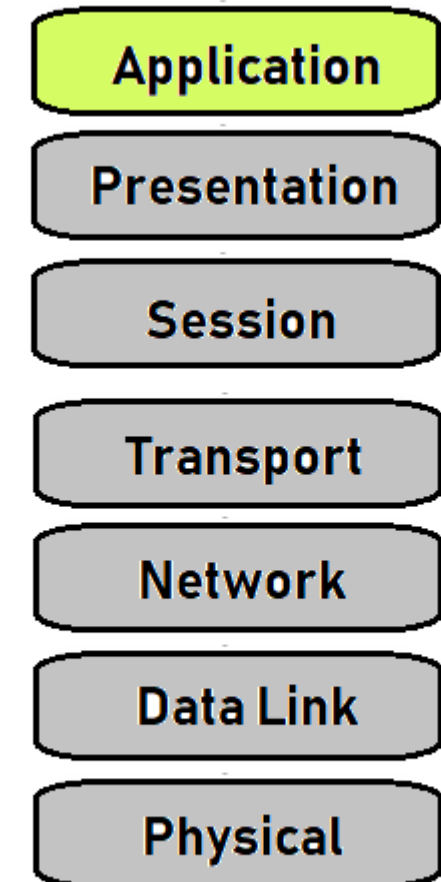 Application
Presentation
Session
Transport
Network
Data Link
Physical